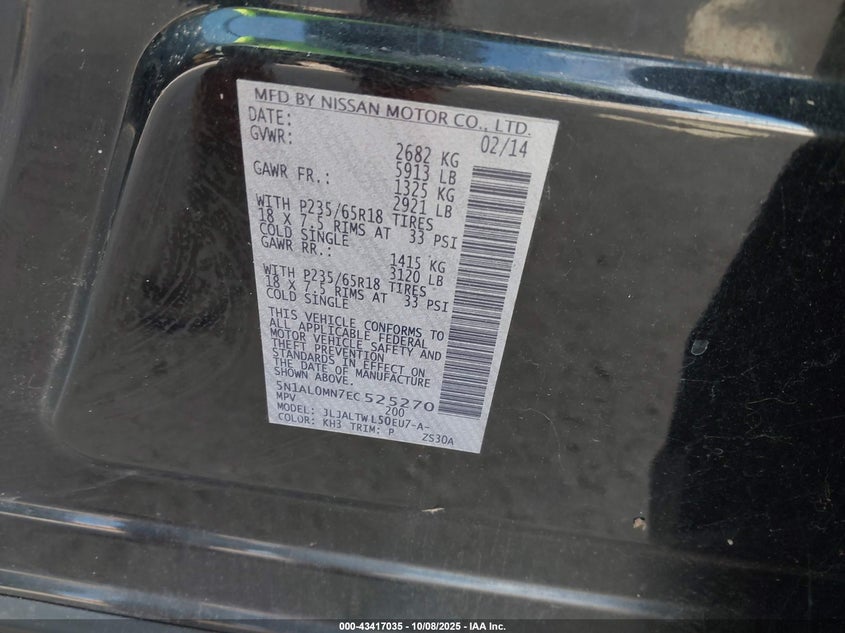 MFD BY NISSAN MOTOR CO., LTD.
DATE: 02/14
GVWR: 2682 KG
5913 LB
GAWR FR.: 1325 KG
2921 LB
WITH P235/65R18 TIRES
18 X 7.5 RIMS AT 33 PSI
COLD SINGLE
GAWR RR.: 1415 KG
3120 LB
WITH P235/65R18 TIRES
18 X 7.5 RIMS AT 33 PSI
COLD SINGLE
THIS VEHICLE CONFORMS TO
ALL APPLICABLE FEDERAL
MOTOR VEHICLE SAFETY AND
THEFT PREVENTION
STANDARDS IN EFFECT ON
THE DATE OF MANUFACTURE
SHOWN ABOVE.
5N1AL0MN7EC525270
MPV 200
MODEL: JLJALTWL50EU7-A-
COLOR: KH3 TRIM: P ZS30A
000-43417035 - 10/08/2025 - IAA Inc.